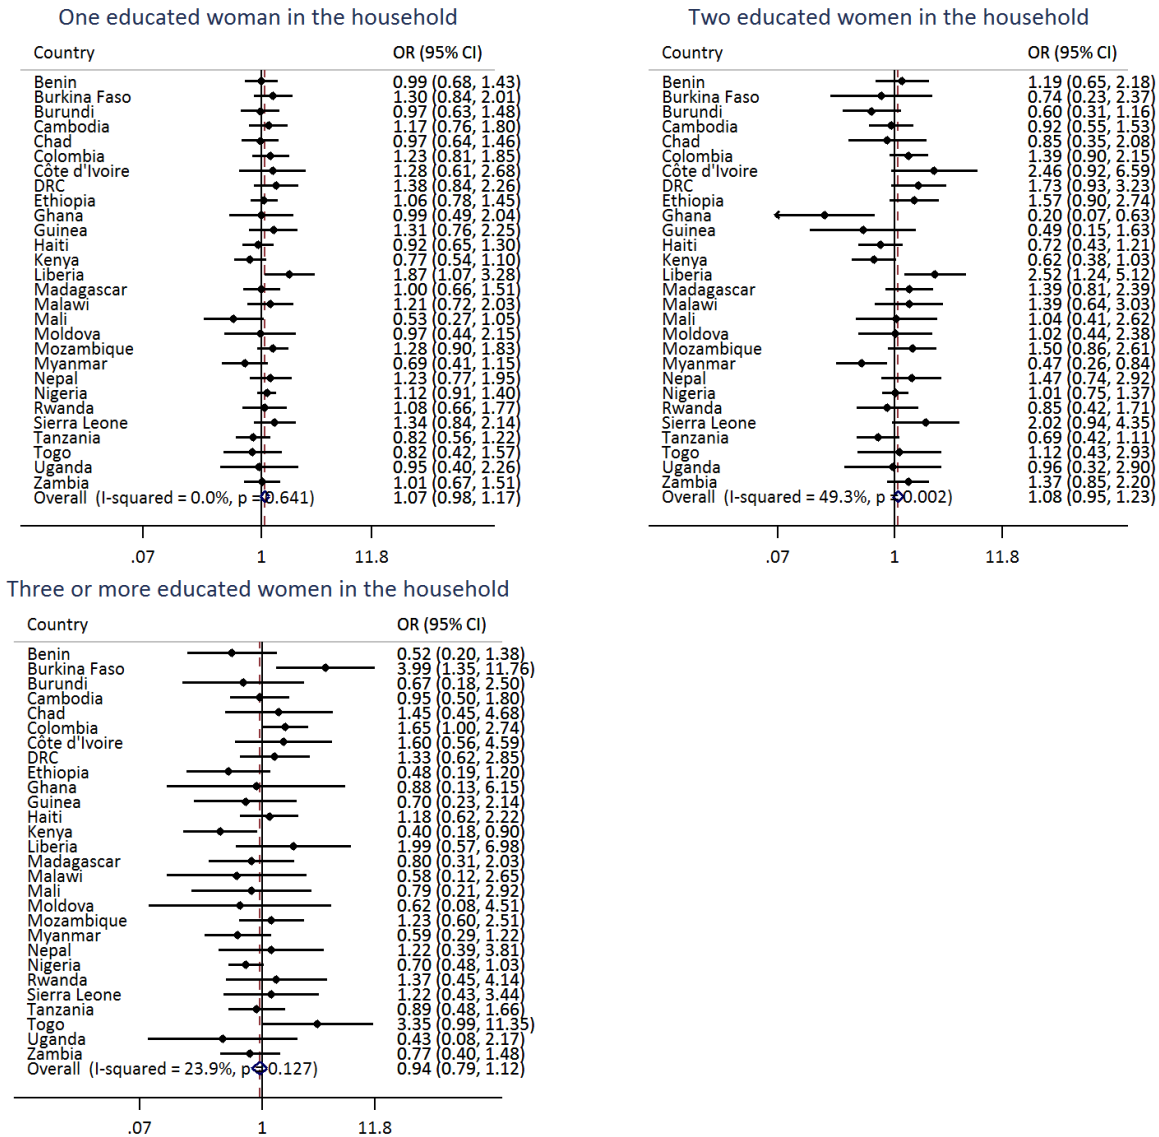 One educated woman in the household
Country OR (95% CI)
Benin 0.99 (0.68, 1.43)
Burkina Faso 1.30 (0.84, 2.01)
Burundi 0.97 (0.63, 1.48)
Cambodia 1.17 (0.76, 1.80)
Chad 0.97 (0.64, 1.46)
Colombia 1.23 (0.81, 1.85)
Côte d'Ivoire 1.28 (0.61, 2.68)
DRC 1.38 (0.84, 2.26)
Ethiopia 1.06 (0.78, 1.45)
Ghana 0.99 (0.49, 2.04)
Guinea 1.31 (0.76, 2.25)
Haiti 0.92 (0.65, 1.30)
Kenya 0.77 (0.54, 1.10)
Liberia 1.87 (1.07, 3.28)
Madagascar 1.00 (0.66, 1.51)
Malawi 1.21 (0.72, 2.03)
Mali 0.53 (0.27, 1.05)
Moldova 0.97 (0.44, 2.15)
Mozambique 1.28 (0.90, 1.83)
Myanmar 0.69 (0.41, 1.15)
Nepal 1.23 (0.77, 1.95)
Nigeria 1.12 (0.91, 1.40)
Rwanda 1.08 (0.66, 1.77)
Sierra Leone 1.34 (0.84, 2.14)
Tanzania 0.82 (0.56, 1.22)
Togo 0.82 (0.42, 1.57)
Uganda 0.95 (0.40, 2.26)
Zambia 1.01 (0.67, 1.51)
Overall (I-squared = 0.0%, p = 0.641) 1.07 (0.98, 1.17)
.07 1 11.8
Two educated women in the household
Country OR (95% CI)
Benin 1.19 (0.65, 2.18)
Burkina Faso 0.74 (0.23, 2.37)
Burundi 0.60 (0.31, 1.16)
Cambodia 0.92 (0.55, 1.53)
Chad 0.85 (0.35, 2.08)
Colombia 1.39 (0.90, 2.15)
Côte d'Ivoire 2.46 (0.92, 6.59)
DRC 1.73 (0.93, 3.23)
Ethiopia 1.57 (0.90, 2.74)
Ghana 0.20 (0.07, 0.63)
Guinea 0.49 (0.15, 1.63)
Haiti 0.72 (0.43, 1.21)
Kenya 0.62 (0.38, 1.03)
Liberia 2.52 (1.24, 5.12)
Madagascar 1.39 (0.81, 2.39)
Malawi 1.39 (0.64, 3.03)
Mali 1.04 (0.41, 2.62)
Moldova 1.02 (0.44, 2.38)
Mozambique 1.50 (0.86, 2.61)
Myanmar 0.47 (0.26, 0.84)
Nepal 1.47 (0.74, 2.92)
Nigeria 1.01 (0.75, 1.37)
Rwanda 0.85 (0.42, 1.71)
Sierra Leone 2.02 (0.94, 4.35)
Tanzania 0.69 (0.42, 1.11)
Togo 1.12 (0.43, 2.93)
Uganda 0.96 (0.32, 2.90)
Zambia 1.37 (0.85, 2.20)
Overall (I-squared = 49.3%, p = 0.002) 1.08 (0.95, 1.23)
.07 1 11.8
Three or more educated women in the household
Country OR (95% CI)
Benin 0.52 (0.20, 1.38)
Burkina Faso 3.99 (1.35, 11.76)
Burundi 0.67 (0.18, 2.50)
Cambodia 0.95 (0.50, 1.80)
Chad 1.45 (0.45, 4.68)
Colombia 1.65 (1.00, 2.74)
Côte d'Ivoire 1.60 (0.56, 4.59)
DRC 1.33 (0.62, 2.85)
Ethiopia 0.48 (0.19, 1.20)
Ghana 0.88 (0.13, 6.15)
Guinea 0.70 (0.23, 2.14)
Haiti 1.18 (0.62, 2.22)
Kenya 0.40 (0.18, 0.90)
Liberia 1.99 (0.57, 6.98)
Madagascar 0.80 (0.31, 2.03)
Malawi 0.58 (0.12, 2.65)
Mali 0.79 (0.21, 2.92)
Moldova 0.62 (0.08, 4.51)
Mozambique 1.23 (0.60, 2.51)
Myanmar 0.59 (0.29, 1.22)
Nepal 1.22 (0.39, 3.81)
Nigeria 0.70 (0.48, 1.03)
Rwanda 1.37 (0.45, 4.14)
Sierra Leone 1.22 (0.43, 3.44)
Tanzania 0.89 (0.48, 1.66)
Togo 3.35 (0.99, 11.35)
Uganda 0.43 (0.08, 2.17)
Zambia 0.77 (0.40, 1.48)
Overall (I-squared = 23.9%, p = 0.127) 0.94 (0.79, 1.12)
.07 1 11.8